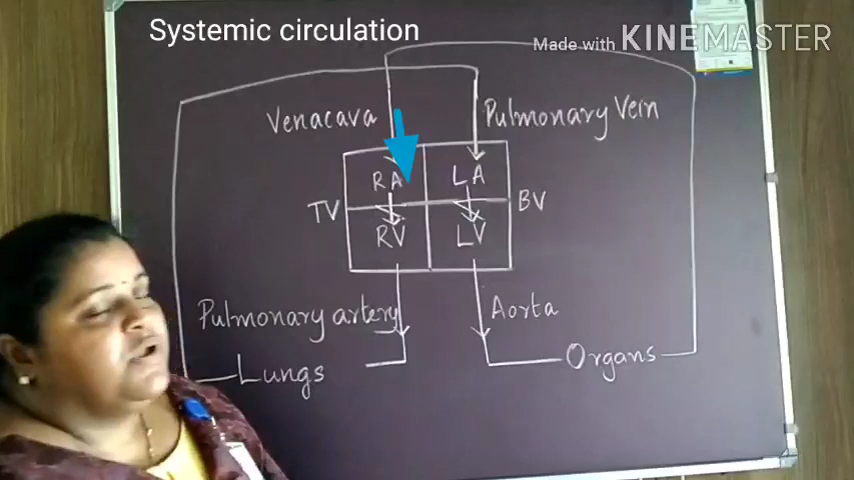 Systemic circulation
Made with KINEMASTER
Venacava
Pulmonary Vein
RA
LA
TV
BV
RV
LV
Pulmonary artery
Aorta
Lungs
Organs